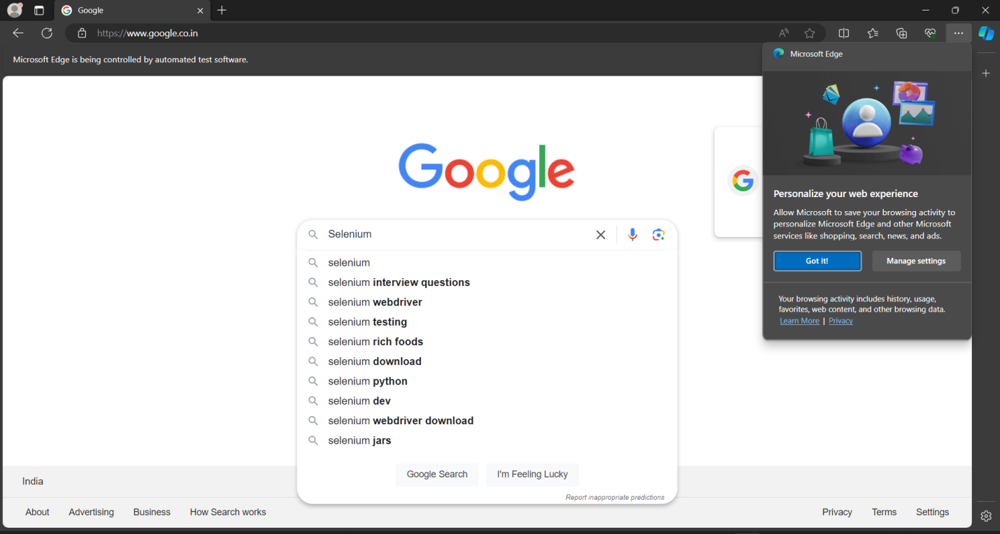 Google
https://www.google.co.in
Microsoft Edge is being controlled by automated test software.
Microsoft Edge
Personalize your web experience
Allow Microsoft to save your browsing activity to
personalize Microsoft Edge and other Microsoft
services like shopping, search, news, and ads.
Got it!
Manage settings
Your browsing activity includes history, usage,
favorites, web content, and other browsing data.
Learn More | Privacy
Google
Selenium
selenium
selenium interview questions
selenium webdriver
selenium testing
selenium rich foods
selenium download
selenium python
selenium dev
selenium webdriver download
selenium jars
Google Search
I'm Feeling Lucky
Report inappropriate predictions
India
About
Advertising
Business
How Search works
Privacy
Terms
Settings